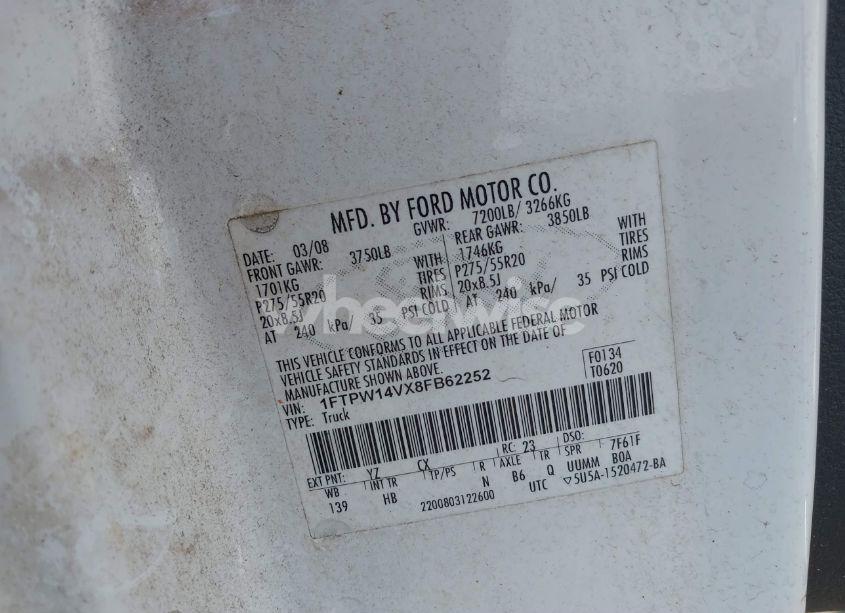 MFD. BY FORD MOTOR CO.
DATE: 03/08 GVWR: 7200LB/ 3266KG
FRONT GAWR: 3750LB REAR GAWR: 3850LB
1701KG WITH 1746KG WITH
P275/55R20 TIRES P275/55R20 TIRES
20x8.5J RIMS 20x8.5J RIMS
AT 240 kPa/ 35 PSI COLD AT 240 kPa/ 35 PSI COLD
wheelwise
THIS VEHICLE CONFORMS TO ALL APPLICABLE FEDERAL MOTOR
VEHICLE SAFETY STANDARDS IN EFFECT ON THE DATE OF
MANUFACTURE SHOWN ABOVE.
VIN: 1FTPW14VX8FB62252 F0134
TYPE: Truck T0620
EXT PNT: YZ CX RC: 23 DSO:
WB INT TR TP/PS R AXLE TR SPR 7F61F
139 HB N B6 Q UUMM BOA
2200803122600 UTC ▽5U5A-1520472-BA